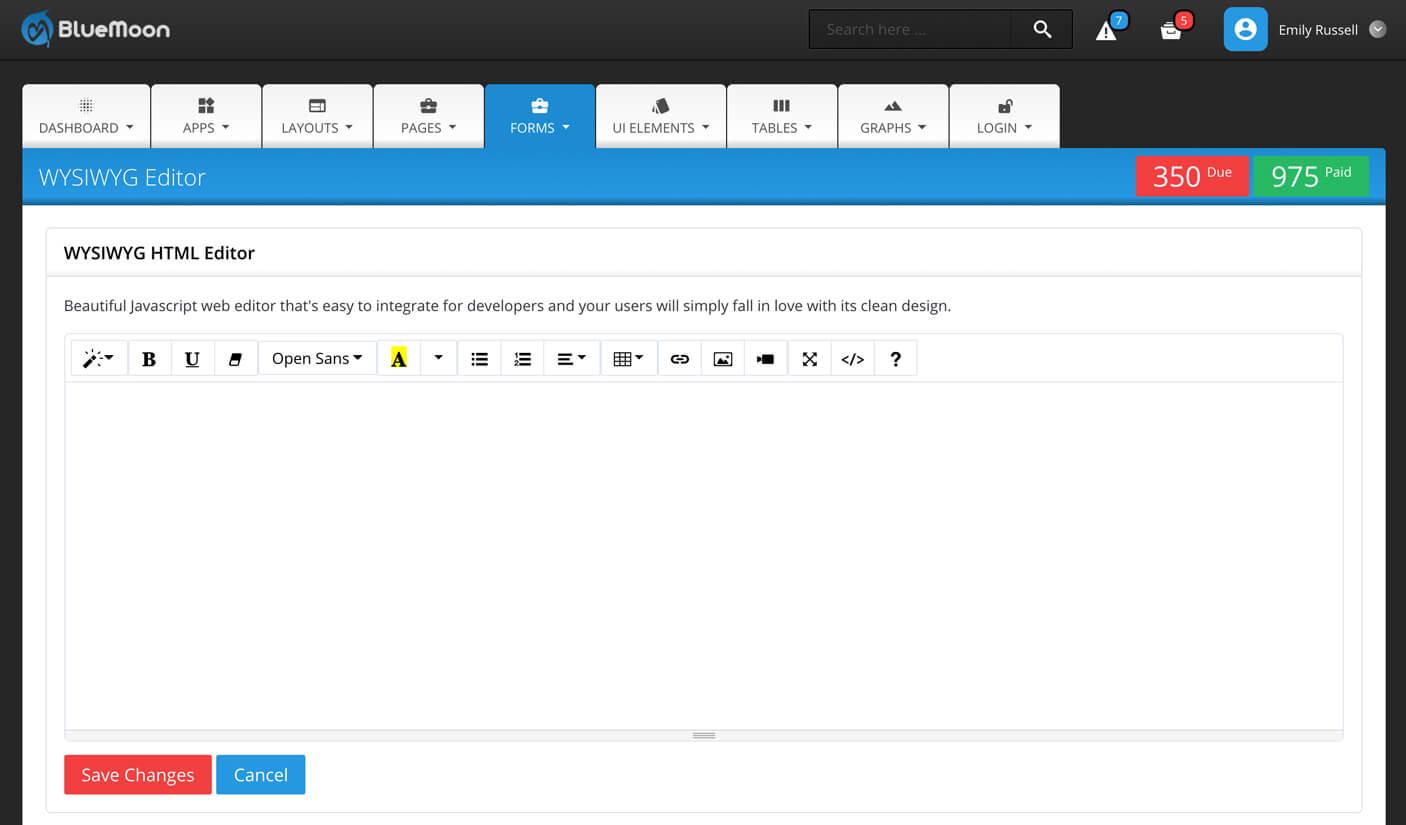 BlueMoon
Search here ...
7
5
Emily Russell
DASHBOARD
APPS
LAYOUTS
PAGES
FORMS
UI ELEMENTS
TABLES
GRAPHS
LOGIN
WYSIWYG Editor
350 Due
975 Paid
WYSIWYG HTML Editor
Beautiful Javascript web editor that's easy to integrate for developers and your users will simply fall in love with its clean design.
B U Open Sans A </> ?
Save Changes
Cancel